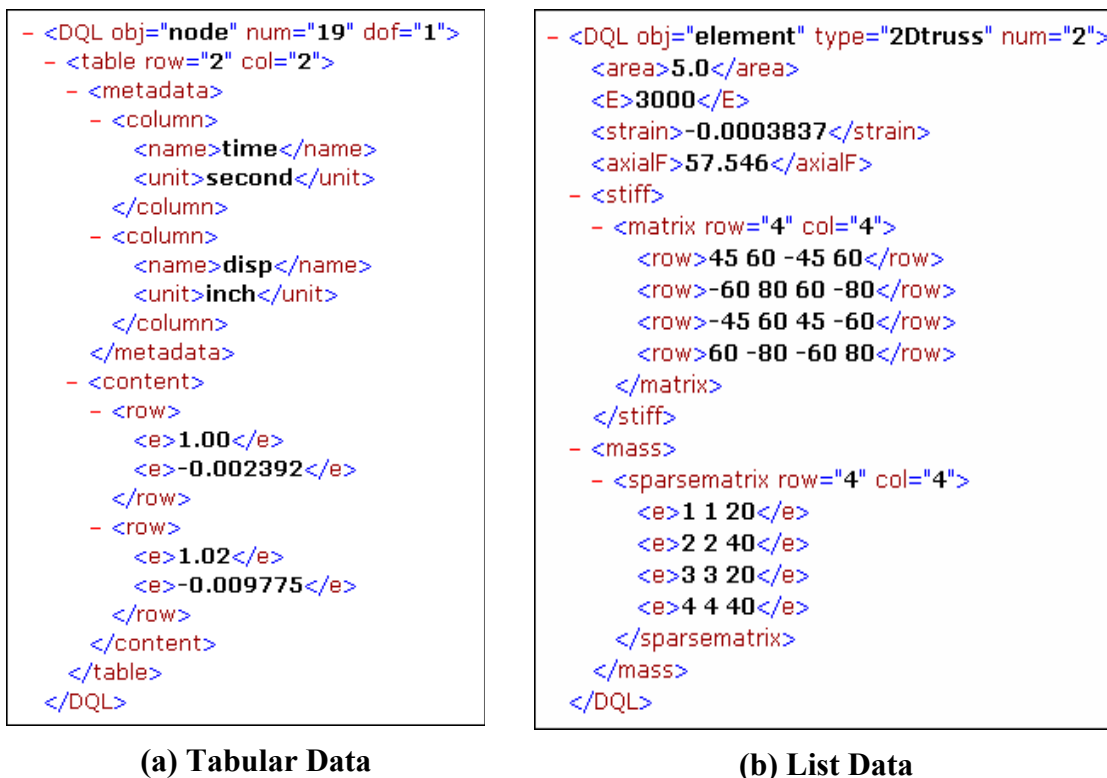 - <DQL obj="node" num="19" dof="1">
- <table row="2" col="2">
- <metadata>
- <column>
<name>time</name>
<unit>second</unit>
</column>
- <column>
<name>disp</name>
<unit>inch</unit>
</column>
</metadata>
- <content>
- <row>
<e>1.00</e>
<e>-0.002392</e>
</row>
- <row>
<e>1.02</e>
<e>-0.009775</e>
</row>
</content>
</table>
</DQL>
(a) Tabular Data
- <DQL obj="element" type="2Dtruss" num="2">
<area>5.0</area>
<E>3000</E>
<strain>-0.0003837</strain>
<axialF>57.546</axialF>
- <stiff>
- <matrix row="4" col="4">
<row>45 60 -45 60</row>
<row>-60 80 60 -80</row>
<row>-45 60 45 -60</row>
<row>60 -80 -60 80</row>
</matrix>
</stiff>
- <mass>
- <sparsematrix row="4" col="4">
<e>1 1 20</e>
<e>2 2 40</e>
<e>3 3 20</e>
<e>4 4 40</e>
</sparsematrix>
</mass>
</DQL>
(b) List Data